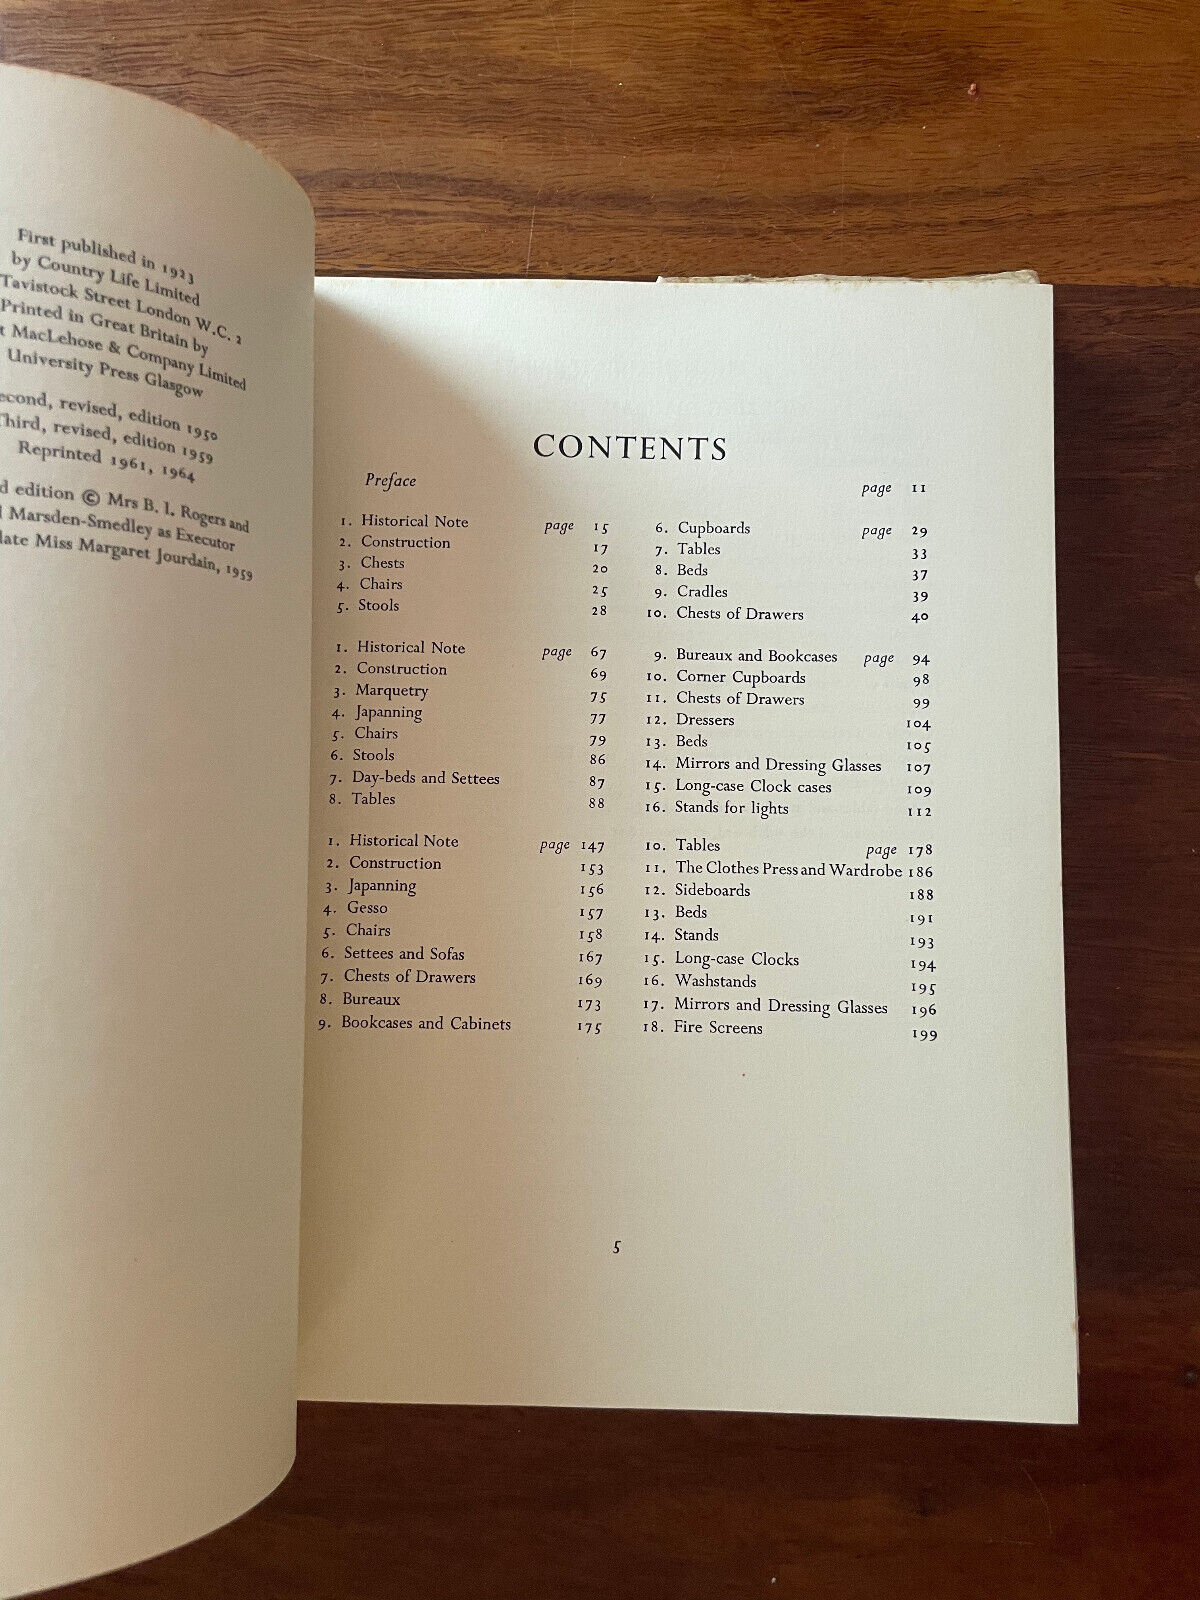 First published in 1923
by Country Life Limited
Tavistock Street London W.C. 2
Printed in Great Britain by
MacLehose & Company Limited
University Press Glasgow
revised, edition 1950
revised, edition 1959
Reprinted 1961, 1964
edition © Mrs B. I. Rogers and
Marsden-Smedley as Executor
late Miss Margaret Jourdain, 1959
CONTENTS
Preface page 11
1. Historical Note page 15
2. Construction 17
3. Chests 20
4. Chairs 25
5. Stools 28
6. Cupboards page 29
7. Tables 33
8. Beds 37
9. Cradles 39
10. Chests of Drawers 40
1. Historical Note page 67
2. Construction 69
3. Marquetry 75
4. Japanning 77
5. Chairs 79
6. Stools 86
7. Day-beds and Settees 87
8. Tables 88
9. Bureaux and Bookcases page 94
10. Corner Cupboards 98
11. Chests of Drawers 99
12. Dressers 104
13. Beds 105
14. Mirrors and Dressing Glasses 107
15. Long-case Clock cases 109
16. Stands for lights 112
1. Historical Note page 147
2. Construction 153
3. Japanning 156
4. Gesso 157
5. Chairs 158
6. Settees and Sofas 167
7. Chests of Drawers 169
8. Bureaux 173
9. Bookcases and Cabinets 175
10. Tables page 178
11. The Clothes Press and Wardrobe 186
12. Sideboards 188
13. Beds 191
14. Stands 193
15. Long-case Clocks 194
16. Washstands 195
17. Mirrors and Dressing Glasses 196
18. Fire Screens 199
5